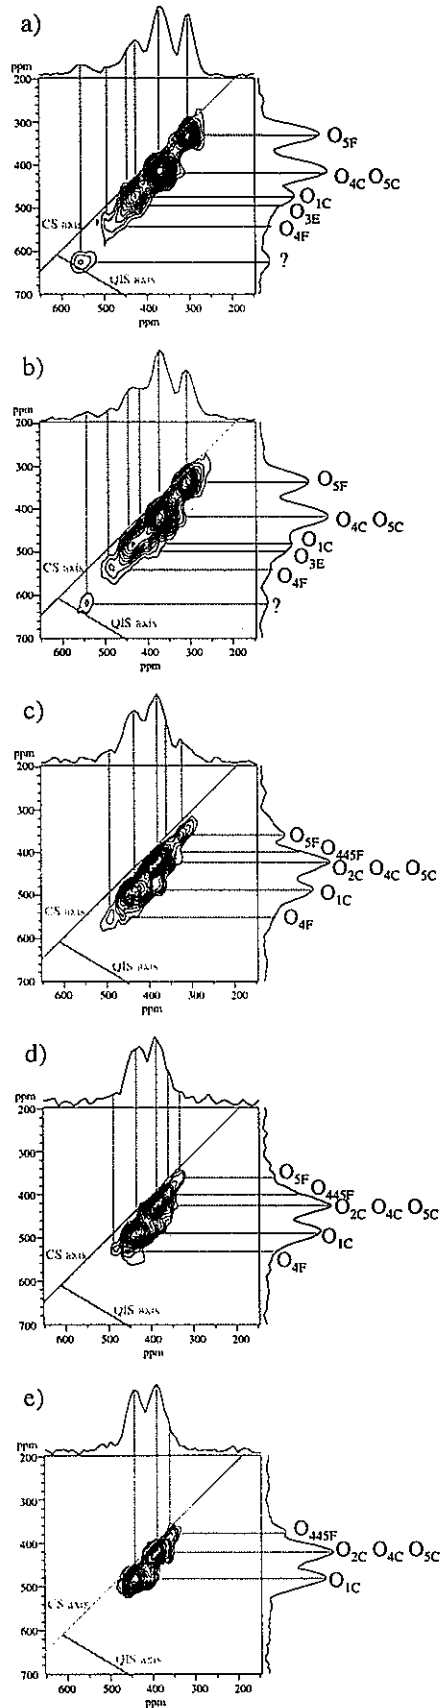 a)
ppm
200
300
400
500
600
700
CS axis
QIS axis
600 500 400 300 200
ppm
O5F
O4C O5C
O1C
O3E
O4F
?
b)
ppm
200
300
400
500
600
700
CS axis
QIS axis
600 500 400 300 200
ppm
O5F
O4C O5C
O1C
O3E
O4F
?
c)
ppm
200
300
400
500
600
700
CS axis
QIS axis
600 500 400 300 200
ppm
O5F
O445F
O2C O4C O5C
O1C
O4F
d)
ppm
200
300
400
500
600
700
CS axis
QIS axis
600 500 400 300 200
ppm
O5F
O445F
O2C O4C O5C
O1C
O4F
e)
ppm
200
300
400
500
600
700
CS axis
QIS axis
600 500 400 300 200
ppm
O445F
O2C O4C O5C
O1C